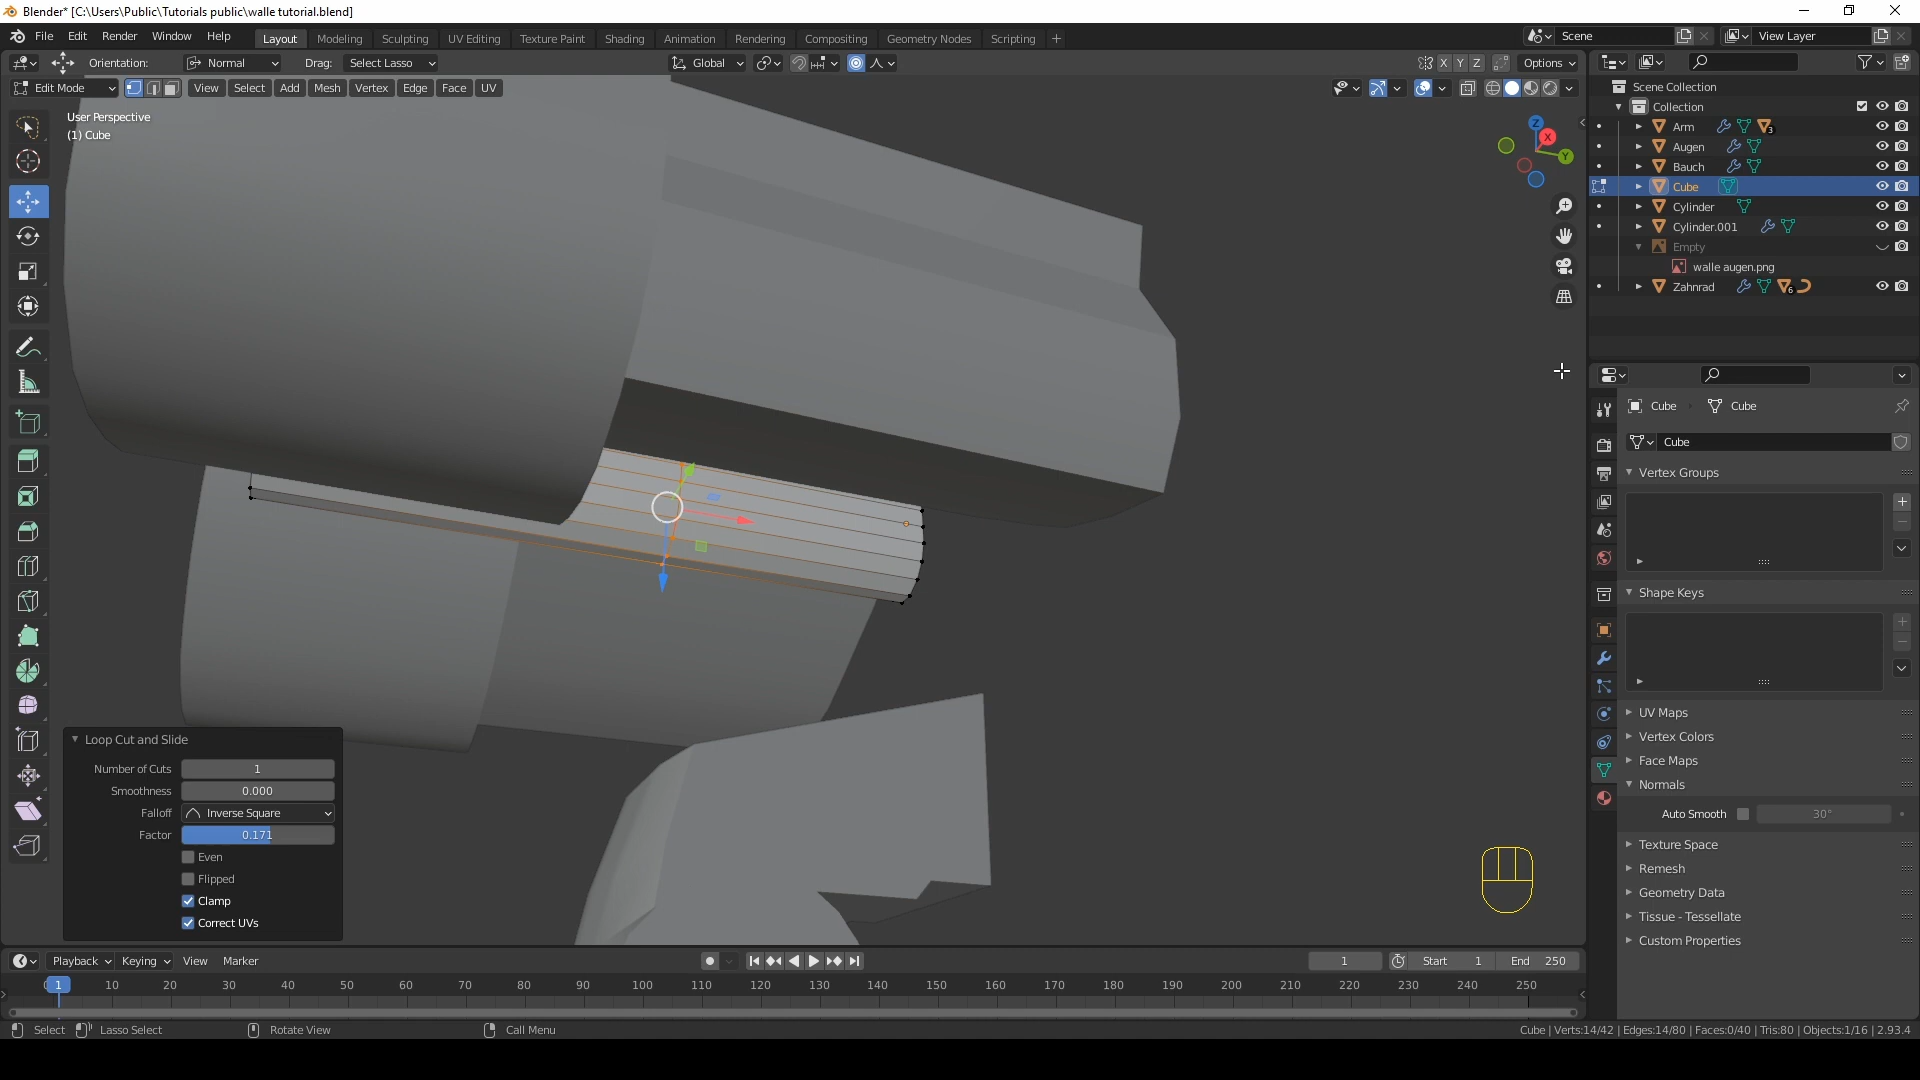 Blender* [C:\Users\Public\Tutorials public\walle tutorial.blend]
File Edit Render Window Help
Layout Modeling Sculpting UV Editing Texture Paint Shading Animation Rendering Compositing Geometry Nodes Scripting +
Scene
View Layer
Orientation: Normal Drag: Select Lasso
Global
X Y Z Options
Edit Mode View Select Add Mesh Vertex Edge Face UV
User Perspective
(1) Cube
Z
X
Y
Scene Collection
Collection
Arm 3
Augen
Bauch
Cube
Cylinder
Cylinder.001
Empty
walle augen.png
Zahnrad 6
Cube Cube
Cube
Vertex Groups
Shape Keys
UV Maps
Vertex Colors
Face Maps
Normals
Auto Smooth 30°
Texture Space
Remesh
Geometry Data
Tissue - Tessellate
Custom Properties
Loop Cut and Slide
Number of Cuts 1
Smoothness 0.000
Falloff Inverse Square
Factor 0.171
Even
Flipped
Clamp
Correct UVs
Playback Keying View Marker
1 Start 1 End 250
1 10 20 30 40 50 60 70 80 90 100 110 120 130 140 150 160 170 180 190 200 210 220 230 240 250
Select Lasso Select Rotate View Call Menu
Cube | Verts:14/42 | Edges:14/80 | Faces:0/40 | Tris:80 | Objects:1/16 | 2.93.4